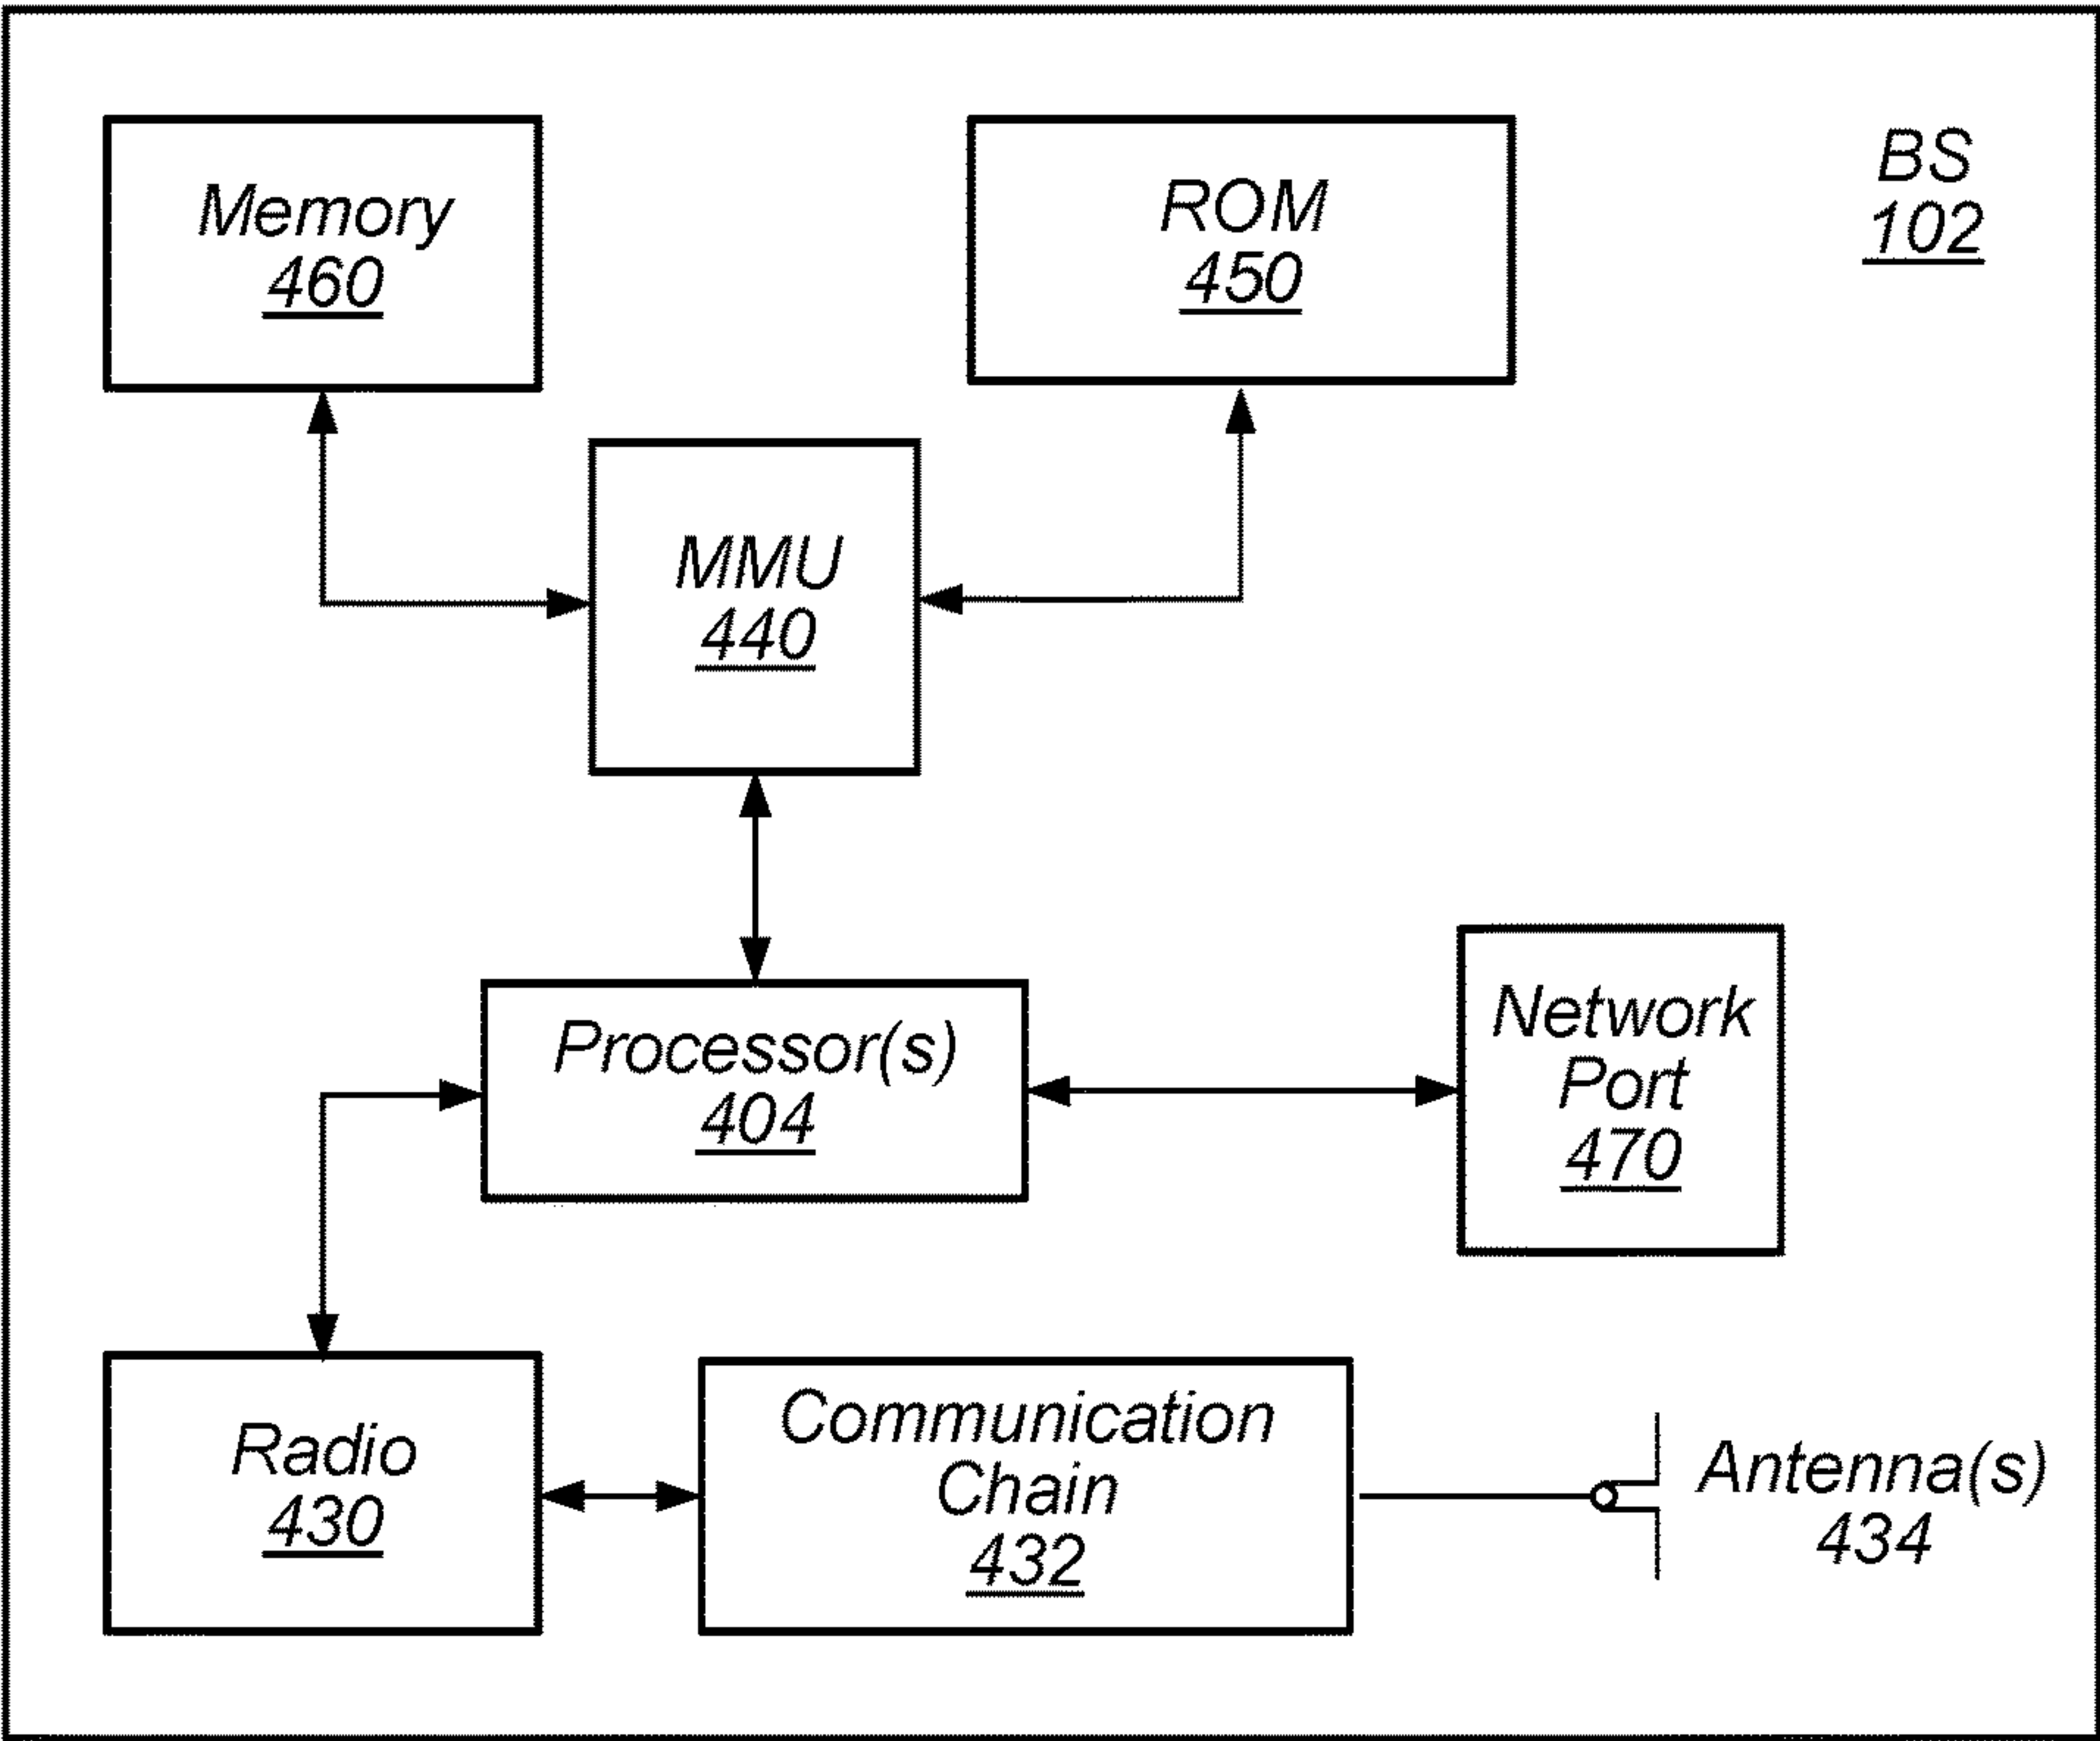 Memory
460
ROM
450
BS
102
MMU
440
Processor(s)
404
Network
Port
470
Radio
430
Communication
Chain
432
Antenna(s)
434